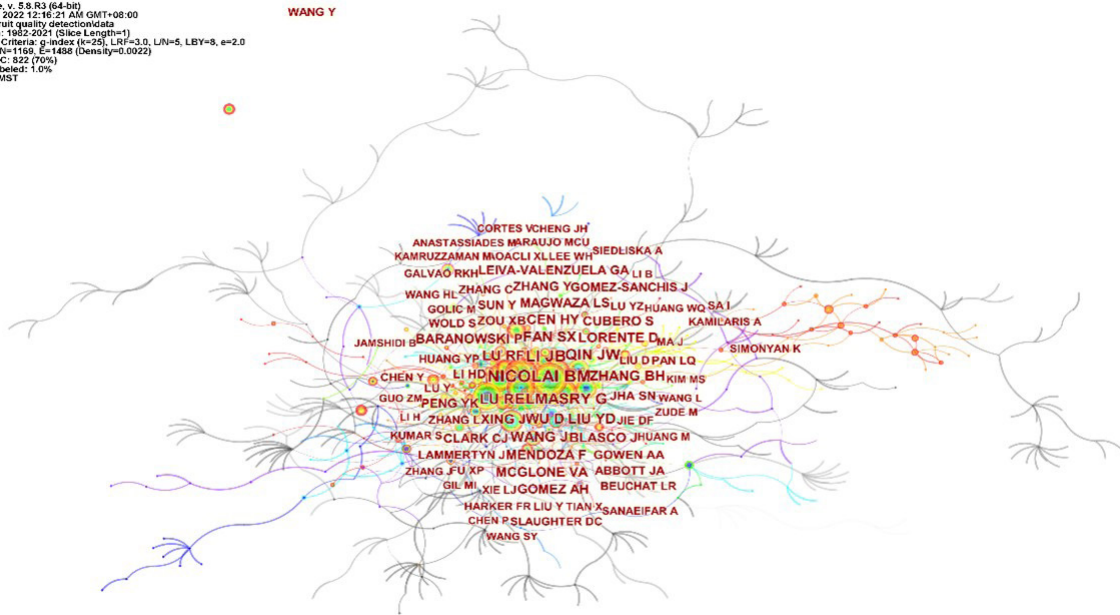 e, v. 5.8.R3 (64-bit)
2022 12:16:21 AM GMT+08:00
ruit quality detection\data
: 1982-2021 (Slice Length=1)
Criteria: g-index (k=25), LRF=3.0, L/N=5, LBY=8, e=2.0
N=1169, E=1488 (Density=0.0022)
C: 822 (70%)
beled: 1.0%
MST
WANG Y
CORTES V CHENG JH
ANASTASSIADES M ARAUJO MCU
KAMRUZZAMAN M XL LEE WH SIEDLISKA A
GALVAO RKH LEIVA-VALENZUELA GA LI B
WANG HL ZHANG C ZHANG Y GOMEZ-SANCHIS J
GOLIC M SUN Y MAGWAZA LS LU YZ HUANG WQ SA I
WOLD S ZOU XB CEN HY CUBERO S KAMILARIS A
JAMSHIDI B BARANOWSKI P FAN SX LORENTE D MA J
SIMONYAN K
HUANG YP LU RF LI JB QIN JW LIU D PAN LQ
CHEN Y LI HD NICOLAI BM ZHANG BH KIM MS
LU Y
GUO ZM PENG YK LU R ELMASRY G JHA SN WANG L
LI H ZHANG L XING J WU D LIU YD JIE DF ZUDE M
KUMAR S CLARK CJ WANG J BLASCO J HUANG M
LAMMERTYN J MENDOZA F GOWEN AA
ZHANG J FU XP MCGLONE VA ABBOTT JA
GIL MI XIE LJ GOMEZ AH BEUCHAT LR
HARKER FR LIU Y TIAN X SANAEIFAR A
CHEN P SLAUGHTER DC
WANG SY